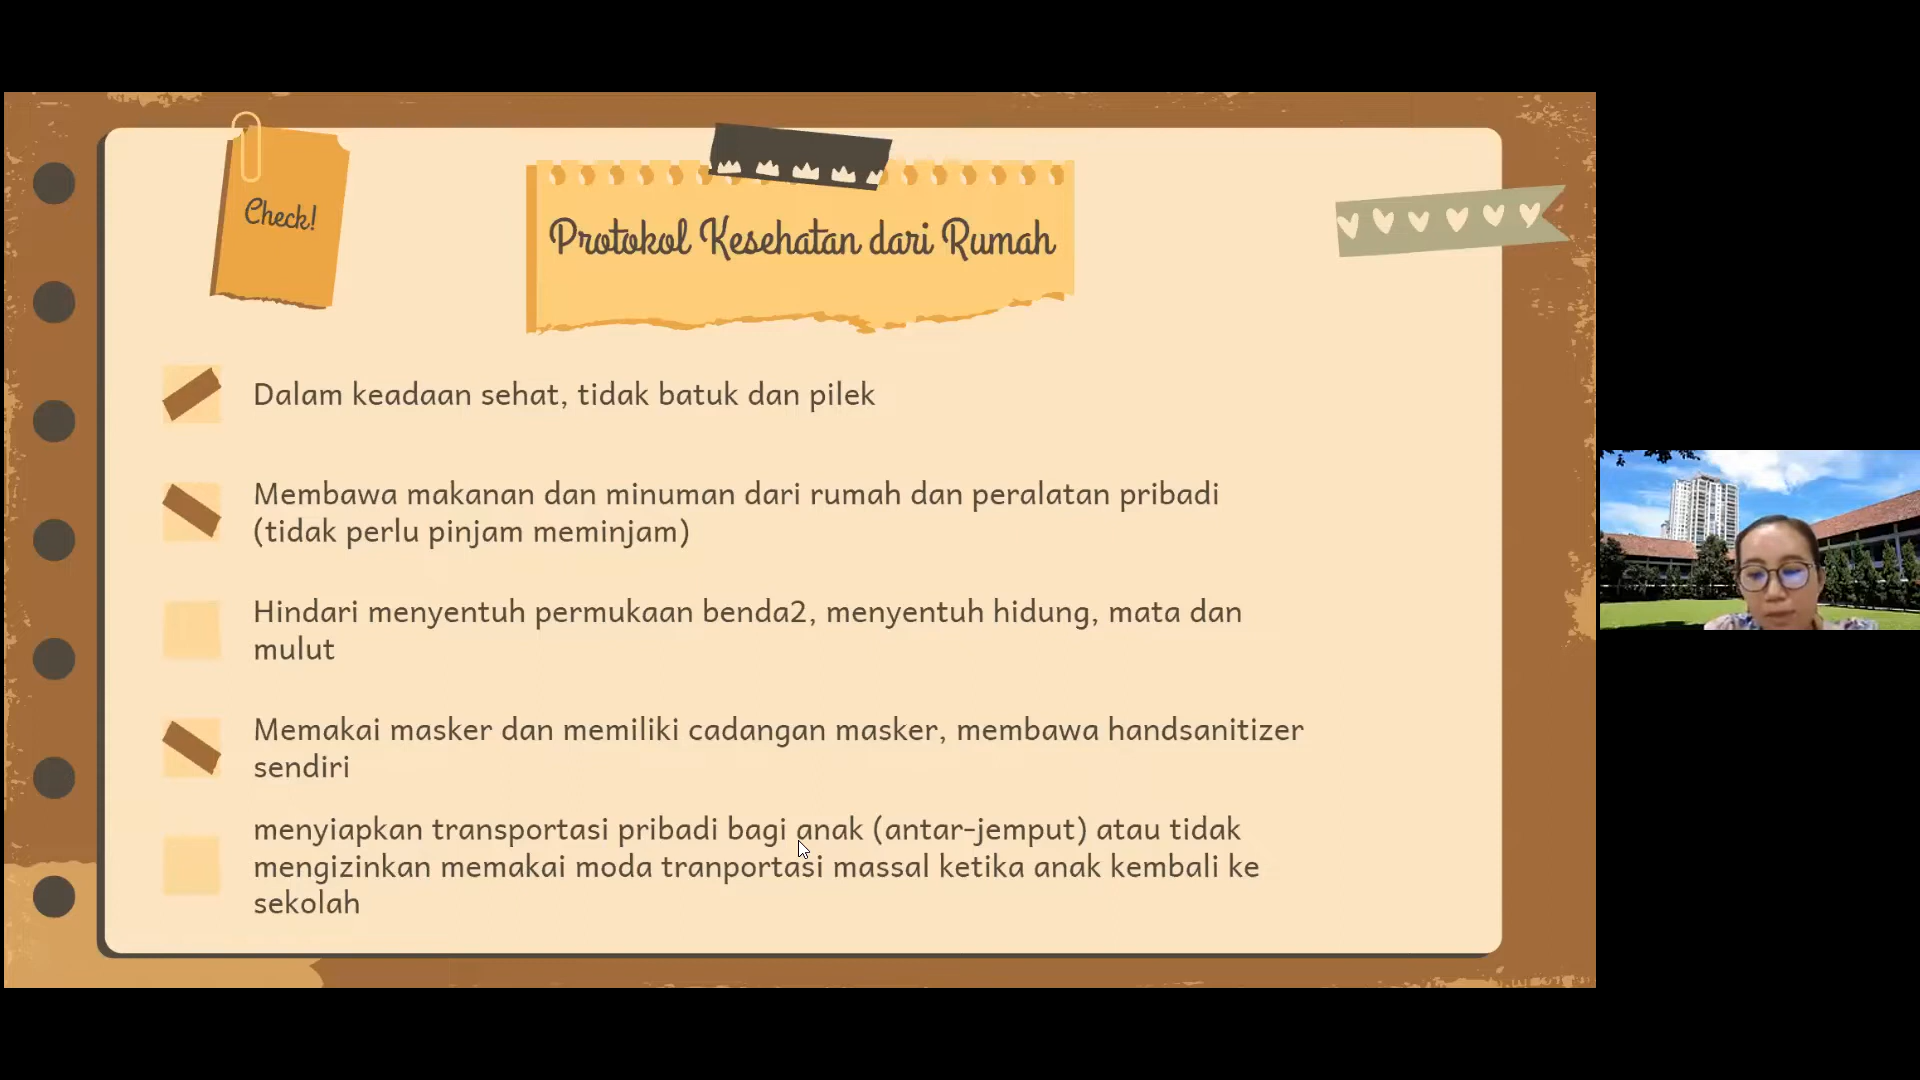 Check!
Protokol Kesehatan dari Rumah
Dalam keadaan sehat, tidak batuk dan pilek
Membawa makanan dan minuman dari rumah dan peralatan pribadi
(tidak perlu pinjam meminjam)
Hindari menyentuh permukaan benda2, menyentuh hidung, mata dan
mulut
Memakai masker dan memiliki cadangan masker, membawa handsanitizer
sendiri
menyiapkan transportasi pribadi bagi anak (antar-jemput) atau tidak
mengizinkan memakai moda tranportasi massal ketika anak kembali ke
sekolah